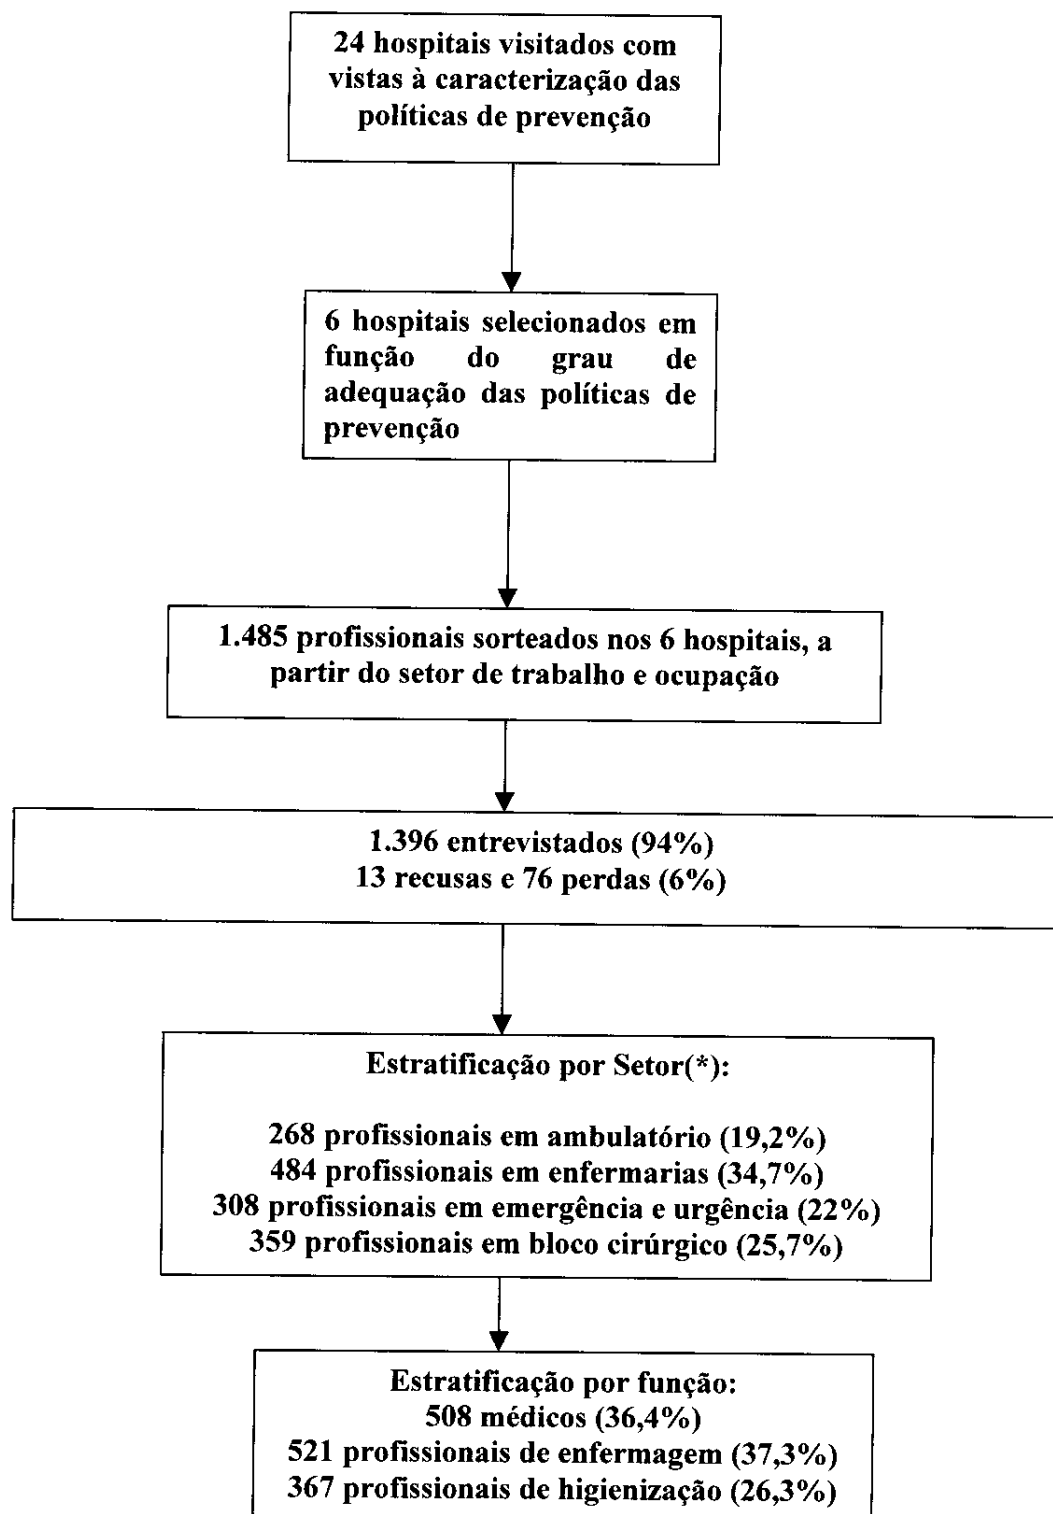 24 hospitais visitados com
vistas à caracterização das
políticas de prevenção
6 hospitais selecionados em
função do grau de
adequação das políticas de
prevenção
1.485 profissionais sorteados nos 6 hospitais, a
partir do setor de trabalho e ocupação
1.396 entrevistados (94%)
13 recusas e 76 perdas (6%)
Estratificação por Setor(*):
268 profissionais em ambulatório (19,2%)
484 profissionais em enfermarias (34,7%)
308 profissionais em emergência e urgência (22%)
359 profissionais em bloco cirúrgico (25,7%)
Estratificação por função:
508 médicos (36,4%)
521 profissionais de enfermagem (37,3%)
367 profissionais de higienização (26,3%)